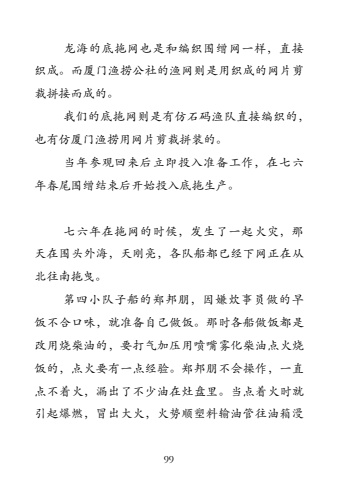 龙海的底拖网也是和编织围缯网一样，直接
织成。而厦门渔捞公社的渔网则是用织成的网片剪
裁拼接而成的。
我们的底拖网则是有仿石码渔队直接编织的，
也有仿厦门渔捞用网片剪裁拼装的。
当年参观回来后立即投入准备工作，在七六
年春尾围缯结束后开始投入底拖生产。
七六年在拖网的时候，发生了一起火灾，那
天在围头外海，天刚亮，各队船都已经下网正在从
北往南拖曳。
第四小队子船的郑邦朋，因嫌炊事员做的早
饭不合口味，就准备自己做饭。那时各船做饭都是
改用烧柴油的，要打气加压用喷嘴雾化柴油点火烧
饭的，点火要有一点经验。郑邦朋不会操作，一直
点不着火，漏出了不少油在灶盘里。当点着火时就
引起爆燃，冒出大火，火势顺塑料输油管往油箱漫
99